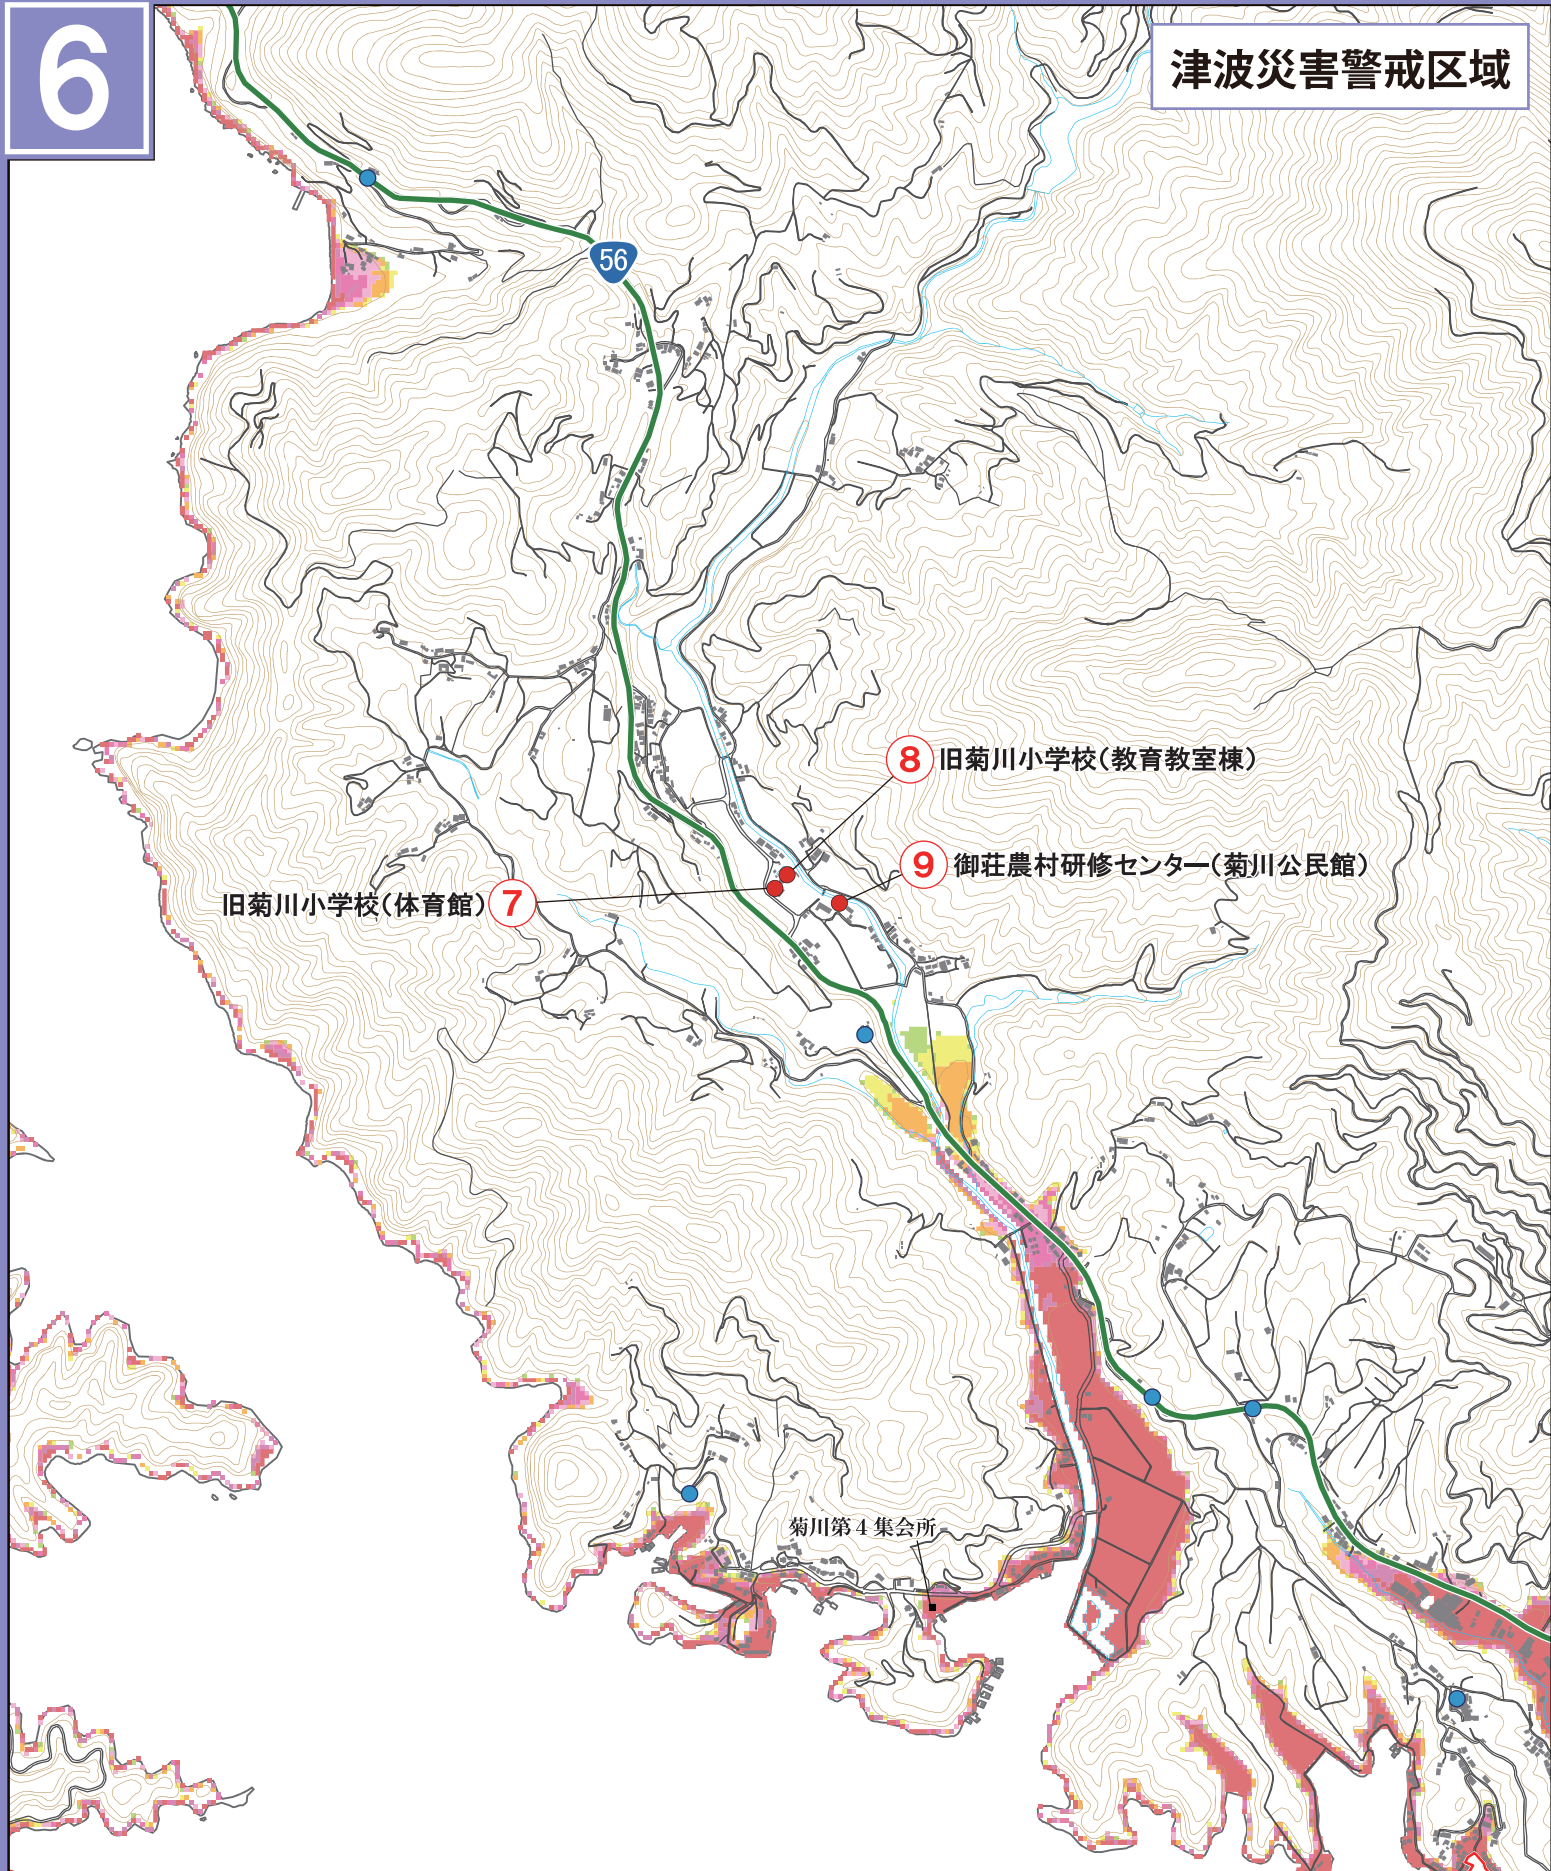 6
津波災害警戒区域
56
8 旧菊川小学校(教育教室棟)
9 御荘農村研修センター(菊川公民館)
旧菊川小学校(体育館) 7
菊川第4集会所